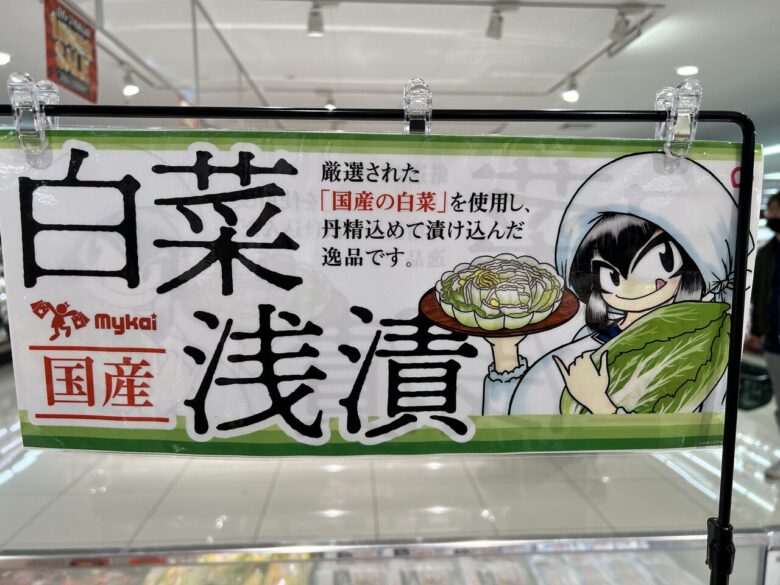 SALE
白菜
浅漬
厳選された
「国産の白菜」を使用し、
丹精込めて漬け込んだ
逸品です。
mykai
国産